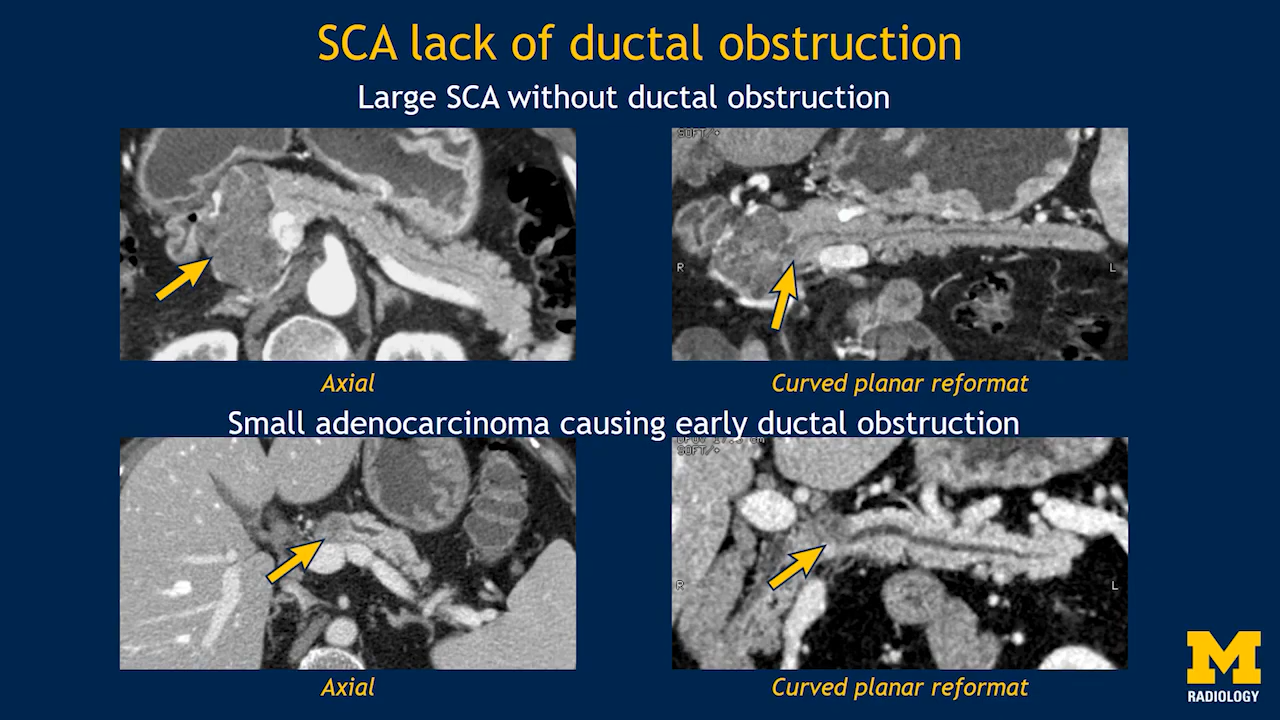 SCA lack of ductal obstruction
Large SCA without ductal obstruction
SOFT/+
R
L
Axial
Curved planar reformat
Small adenocarcinoma causing early ductal obstruction
SOFT/+
R
L
Axial
Curved planar reformat
M
RADIOLOGY